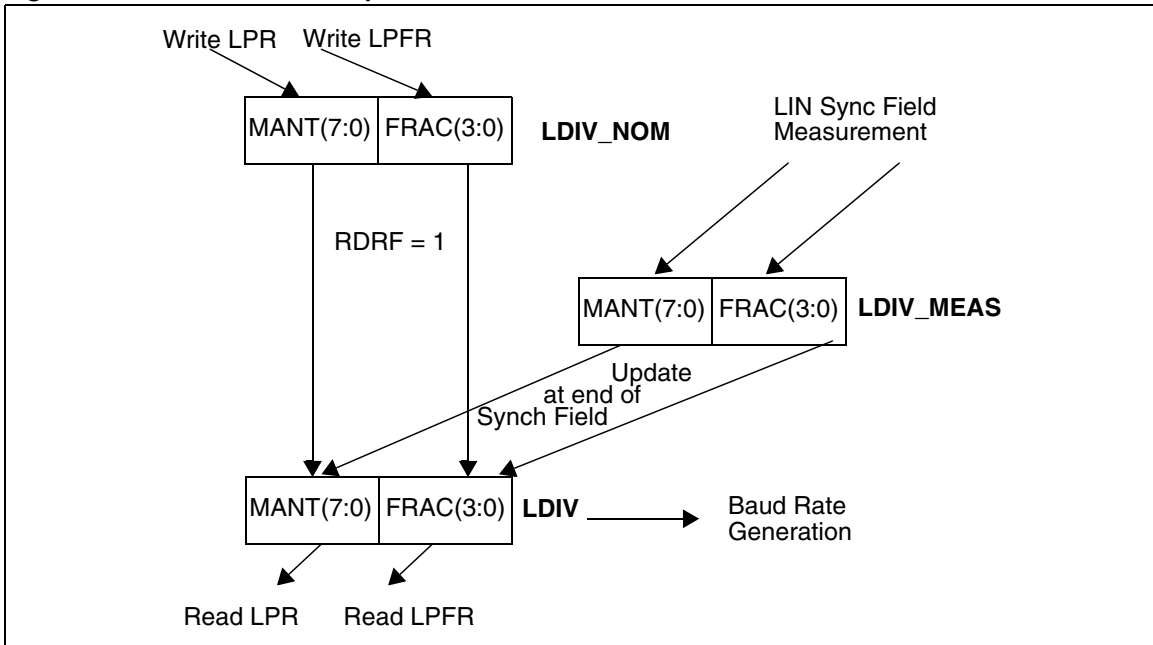 Write LPR Write LPFR
MANT(7:0) FRAC(3:0) LDIV_NOM
LIN Sync Field
Measurement
RDRF = 1
MANT(7:0) FRAC(3:0) LDIV_MEAS
Update
at end of
Synch Field
MANT(7:0) FRAC(3:0) LDIV
Baud Rate
Generation
Read LPR Read LPFR